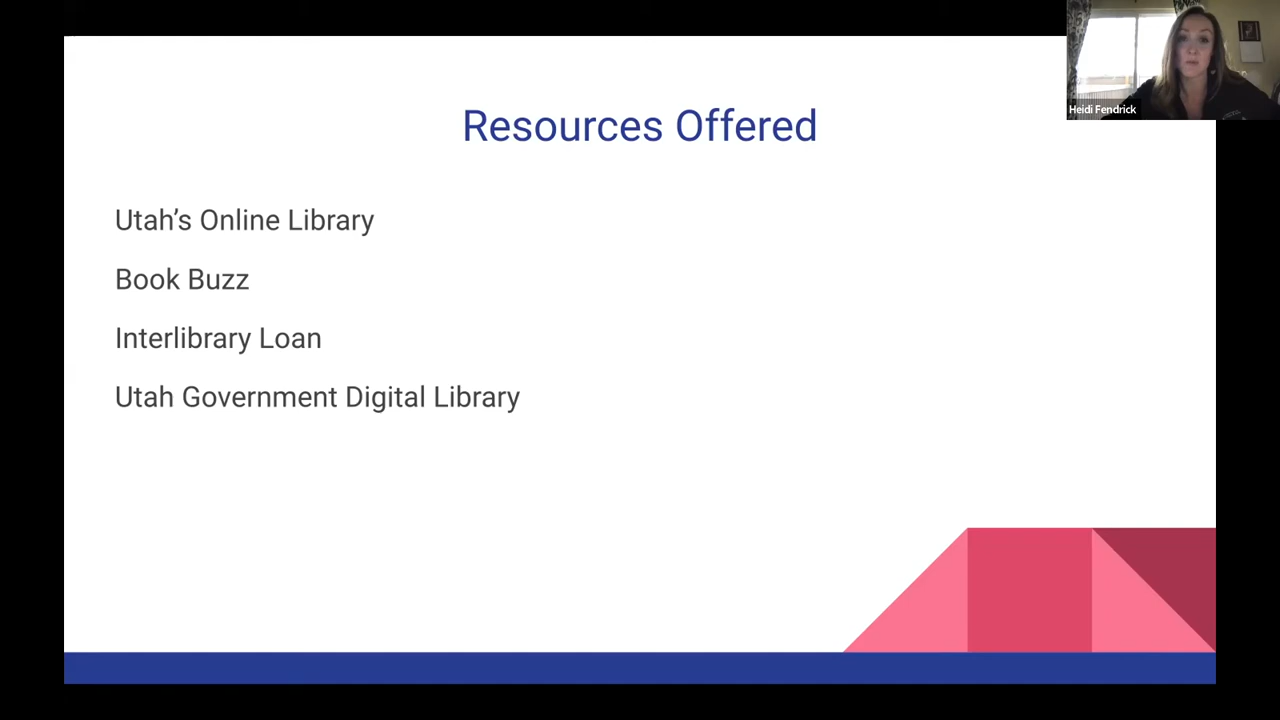 Resources Offered
Heidi Fendrick
Utah’s Online Library
Book Buzz
Interlibrary Loan
Utah Government Digital Library